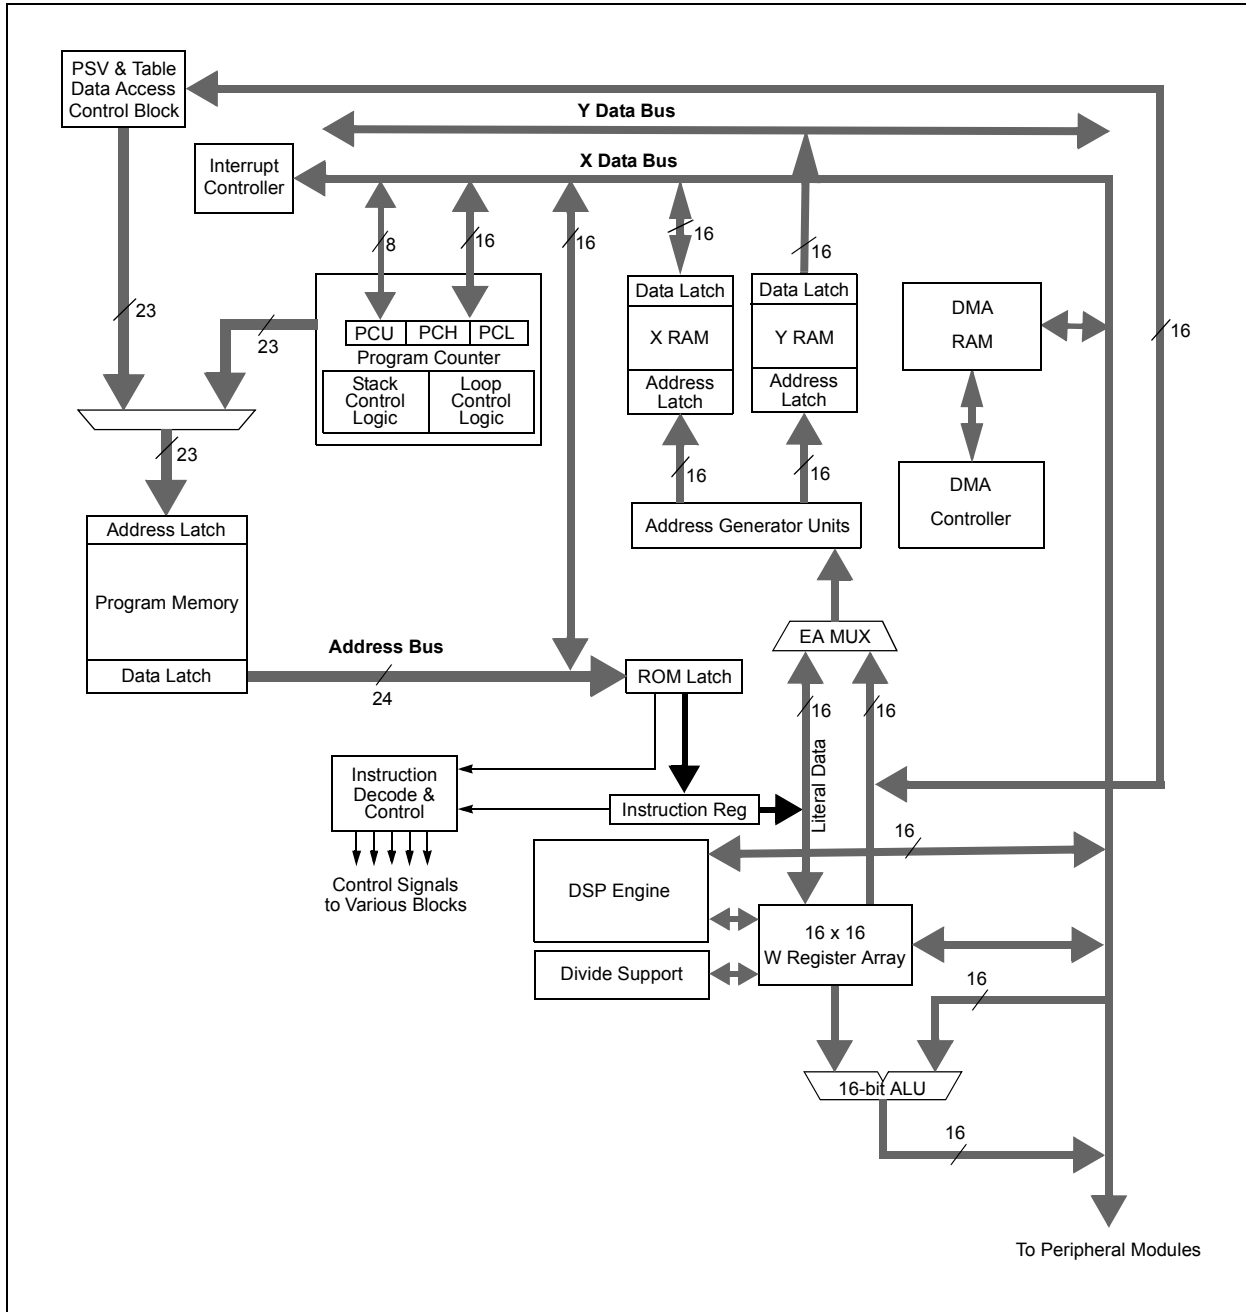 PSV & Table
Data Access
Control Block
Y Data Bus
X Data Bus
Interrupt
Controller
8
16
16
16
16
23
23
16
PCU
PCH
PCL
Program Counter
Stack
Control
Logic
Loop
Control
Logic
Data Latch
X RAM
Address
Latch
Data Latch
Y RAM
Address
Latch
DMA
RAM
23
16
16
DMA
Controller
Address Generator Units
Address Latch
Program Memory
Data Latch
Address Bus
24
EA MUX
ROM Latch
16
16
Literal Data
Instruction
Decode &
Control
Instruction Reg
Control Signals
to Various Blocks
16
DSP Engine
16 x 16
W Register Array
Divide Support
16
16-bit ALU
16
To Peripheral Modules